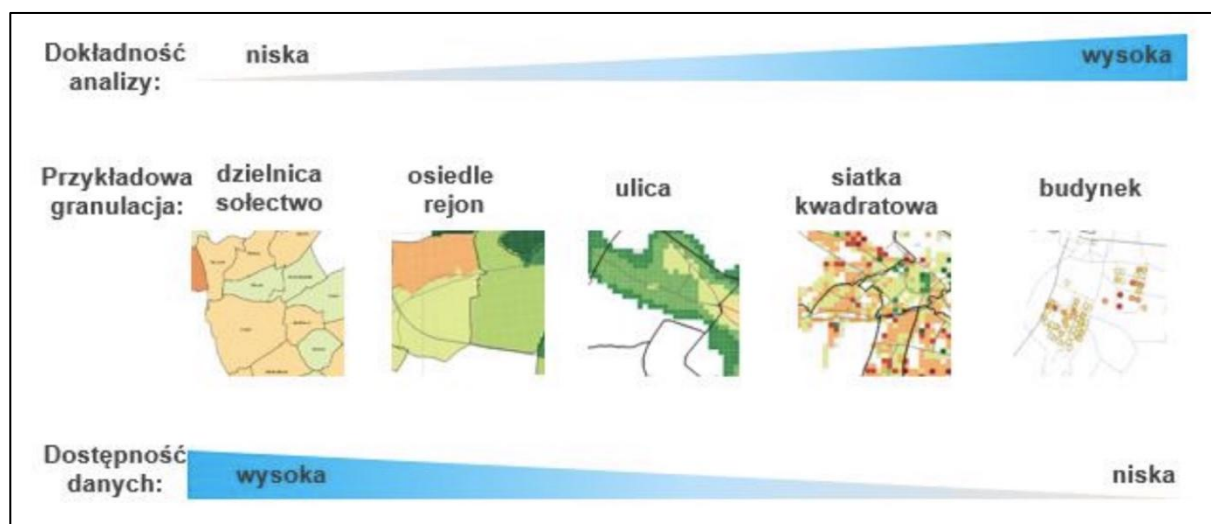 Dokładność
analizy:
niska
wysoka
Przykładowa
granulacja:
dzielnica
sołectwo
osiedle
rejon
ulica
siatka
kwadratowa
budynek
Dostępność
danych:
wysoka
niska